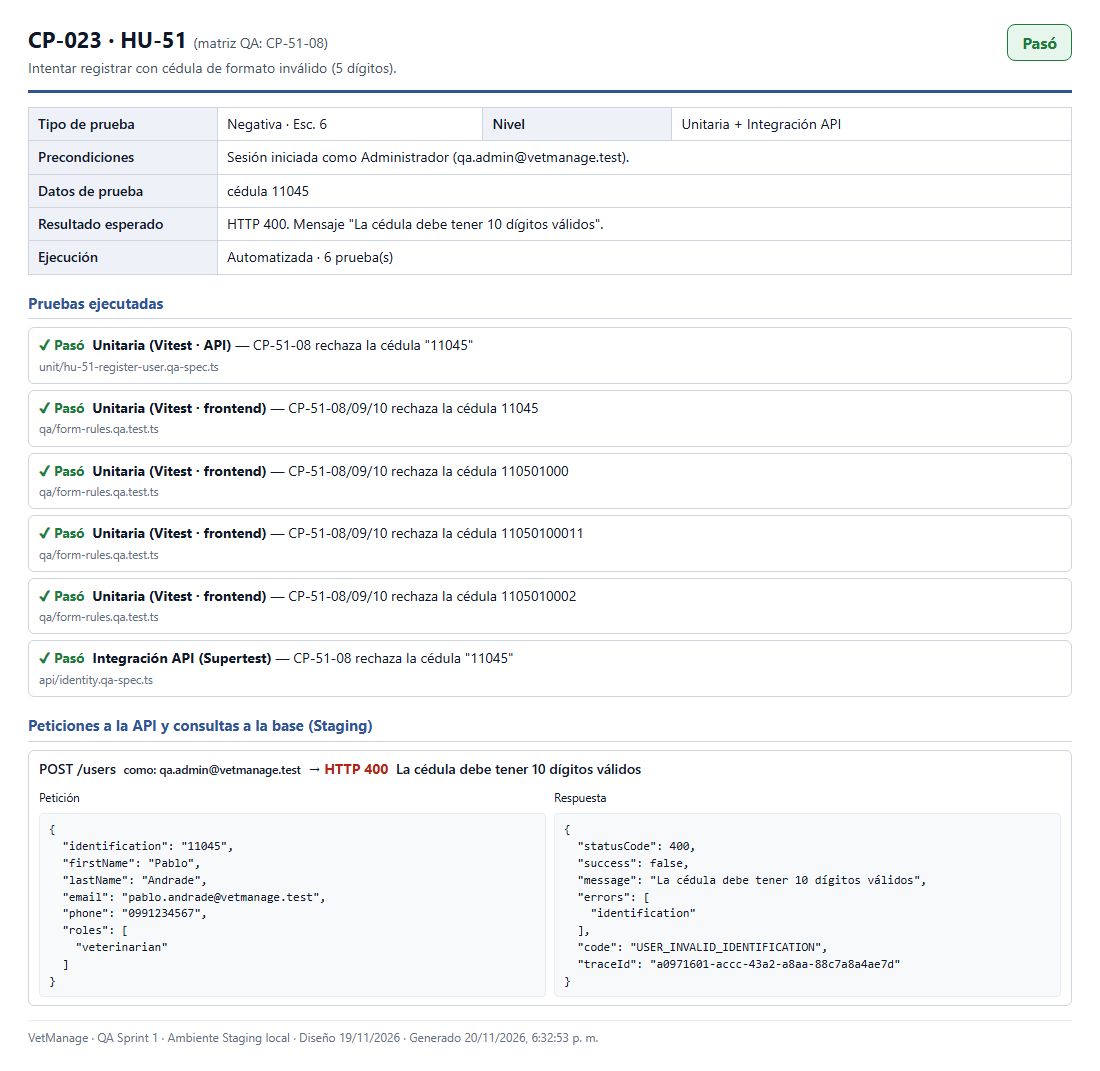 CP-023 · HU-51 (matriz QA: CP-51-08)
Pasó
Intentar registrar con cédula de formato inválido (5 dígitos).
Tipo de prueba Negativa · Esc. 6 Nivel Unitaria + Integración API
Precondiciones Sesión iniciada como Administrador (qa.admin@vetmanage.test).
Datos de prueba cédula 11045
Resultado esperado HTTP 400. Mensaje "La cédula debe tener 10 dígitos válidos".
Ejecución Automatizada · 6 prueba(s)
Pruebas ejecutadas
✓ Pasó Unitaria (Vitest · API) — CP-51-08 rechaza la cédula "11045"
unit/hu-51-register-user.qa-spec.ts
✓ Pasó Unitaria (Vitest · frontend) — CP-51-08/09/10 rechaza la cédula 11045
qa/form-rules.qa.test.ts
✓ Pasó Unitaria (Vitest · frontend) — CP-51-08/09/10 rechaza la cédula 110501000
qa/form-rules.qa.test.ts
✓ Pasó Unitaria (Vitest · frontend) — CP-51-08/09/10 rechaza la cédula 11050100011
qa/form-rules.qa.test.ts
✓ Pasó Unitaria (Vitest · frontend) — CP-51-08/09/10 rechaza la cédula 1105010002
qa/form-rules.qa.test.ts
✓ Pasó Integración API (Supertest) — CP-51-08 rechaza la cédula "11045"
api/identity.qa-spec.ts
Peticiones a la API y consultas a la base (Staging)
POST /users como: qa.admin@vetmanage.test → HTTP 400 La cédula debe tener 10 dígitos válidos
Petición
{
"identification": "11045",
"firstName": "Pablo",
"lastName": "Andrade",
"email": "pablo.andrade@vetmanage.test",
"phone": "0991234567",
"roles": [
"veterinarian"
]
}
Respuesta
{
"statusCode": 400,
"success": false,
"message": "La cédula debe tener 10 dígitos válidos",
"errors": [
"identification"
],
"code": "USER_INVALID_IDENTIFICATION",
"traceId": "a0971601-accc-43a2-a8aa-88c7a8a4ae7d"
}
VetManage · QA Sprint 1 · Ambiente Staging local · Diseño 19/11/2026 · Generado 20/11/2026, 6:32:53 p. m.